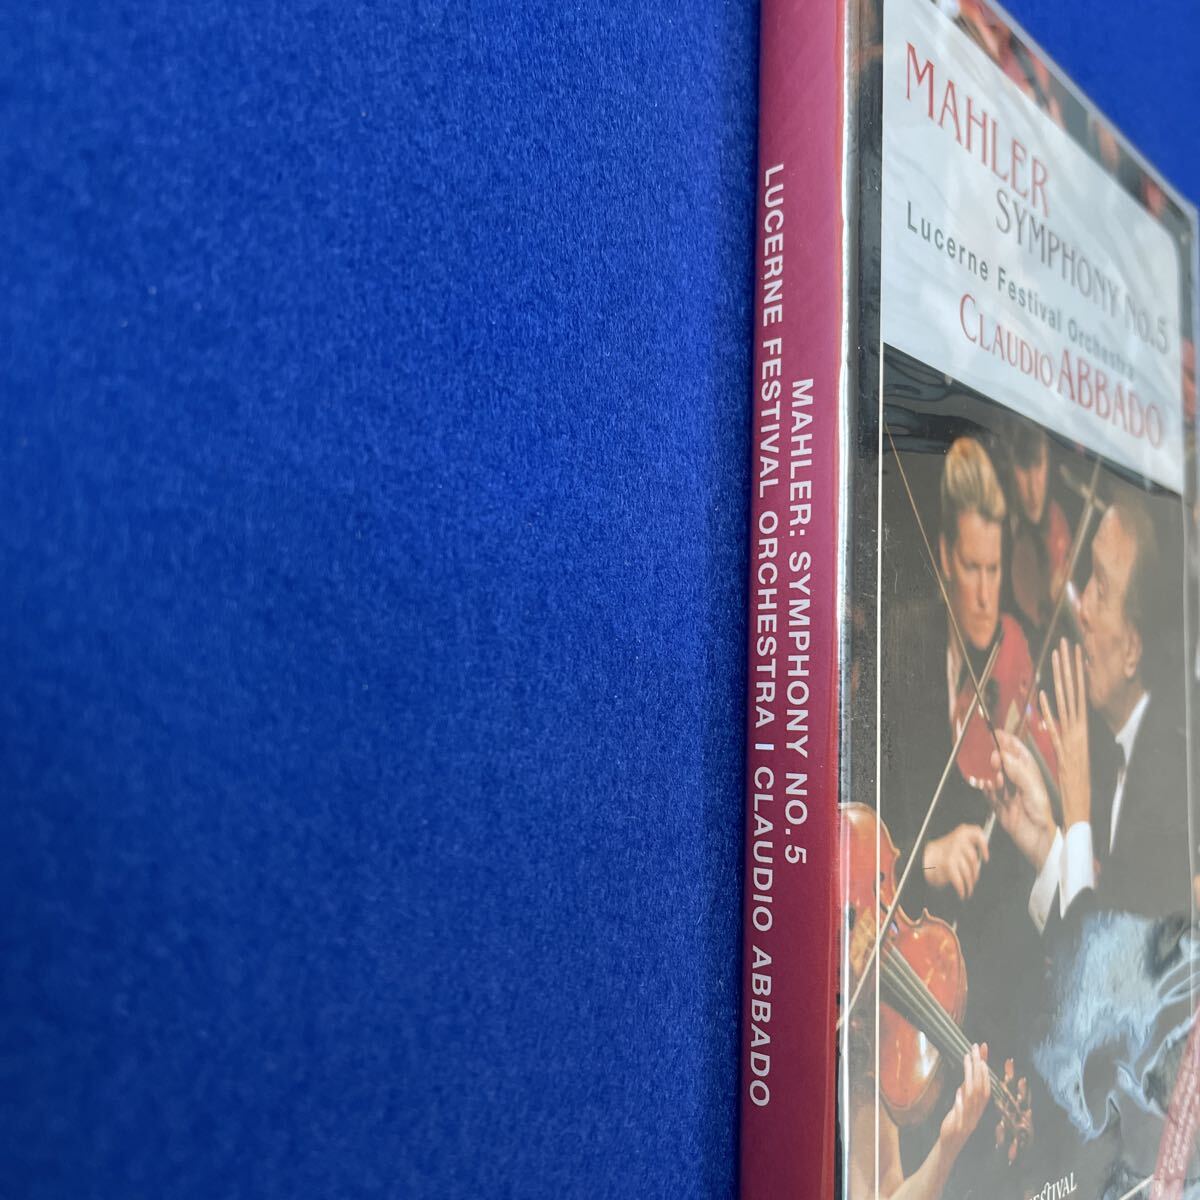 MAHLER: SYMPHONY NO. 5
LUCERNE FESTIVAL ORCHESTRA I CLAUDIO ABBADO
MAHLER
SYMPHONY NO.5
Lucerne Festival Orchestra
CLAUDIO ABBADO